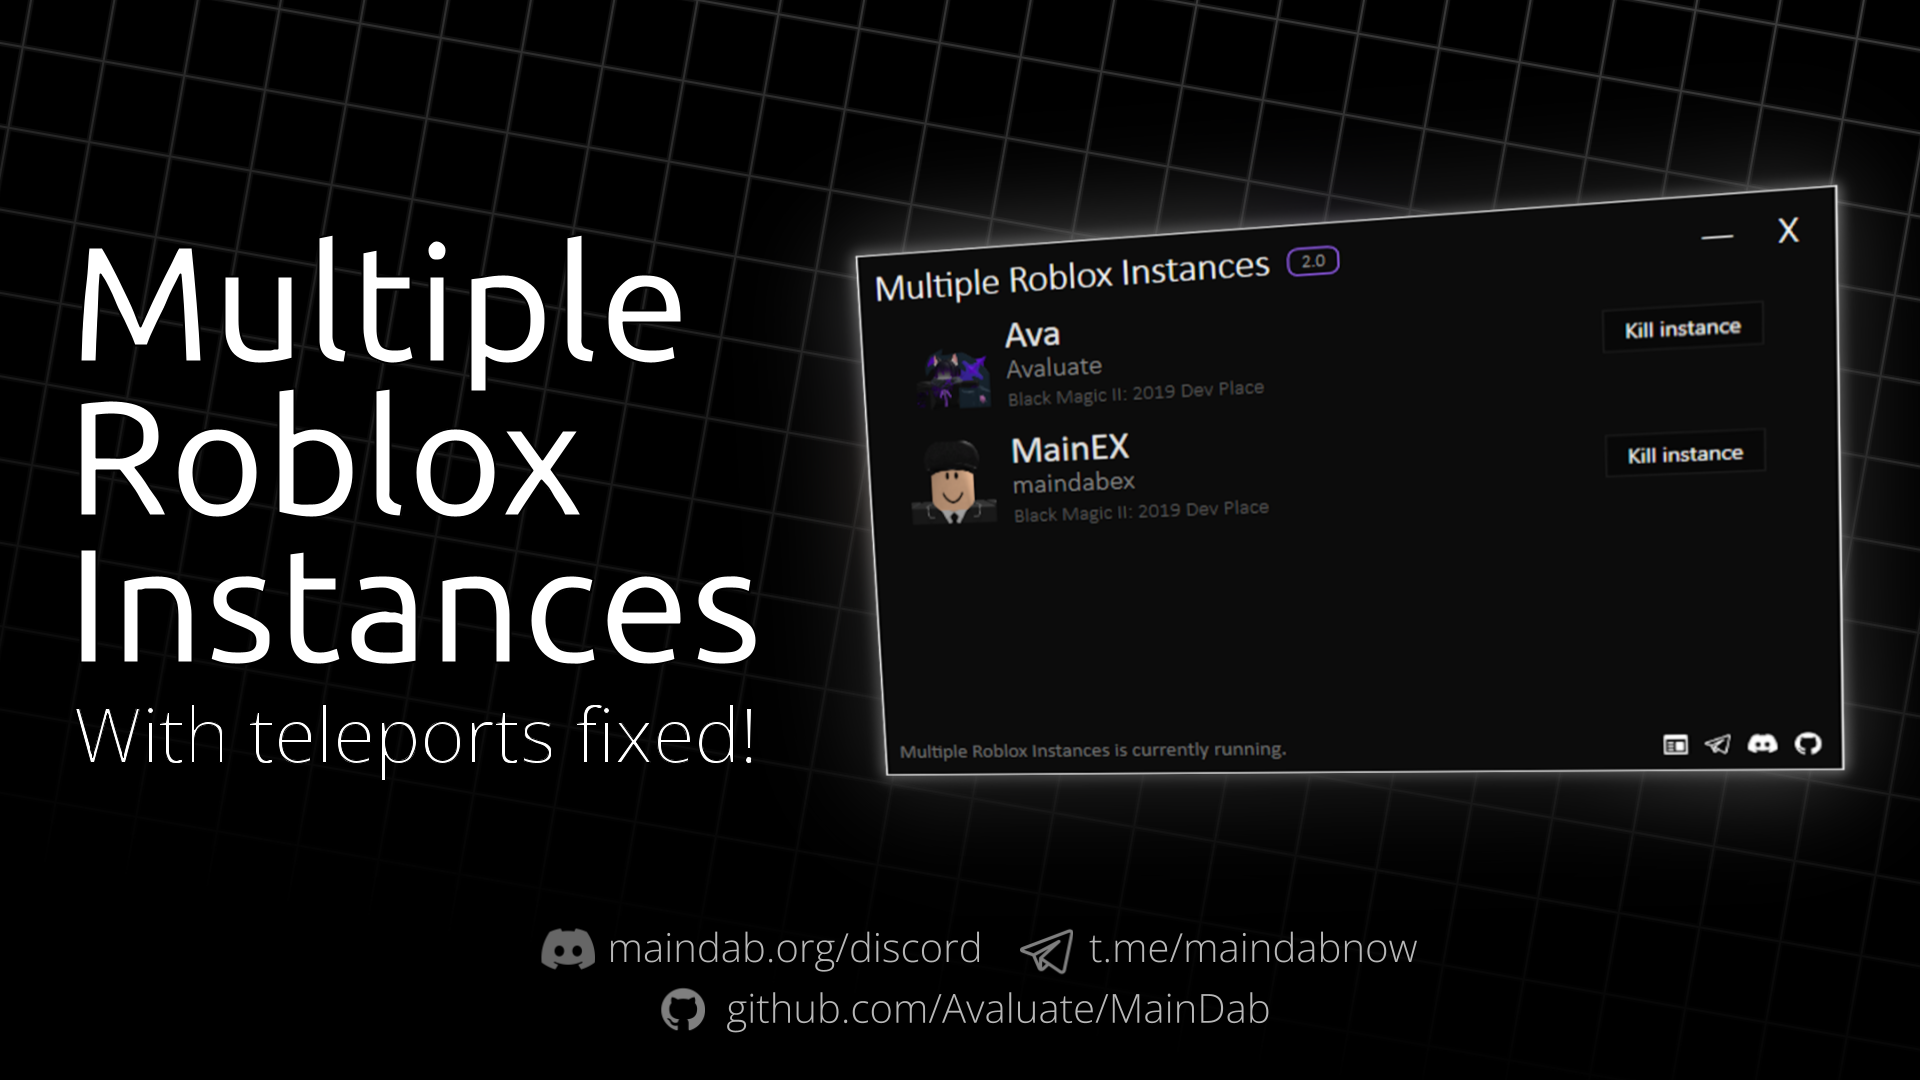 Multiple
Roblox
Instances
With teleports fixed!
Multiple Roblox Instances 2.0
— X
Ava
Avaluate
Black Magic II: 2019 Dev Place
Kill instance
MainEX
maindabex
Black Magic II: 2019 Dev Place
Kill instance
Multiple Roblox Instances is currently running.
maindab.org/discord t.me/maindabnow
github.com/Avaluate/MainDab